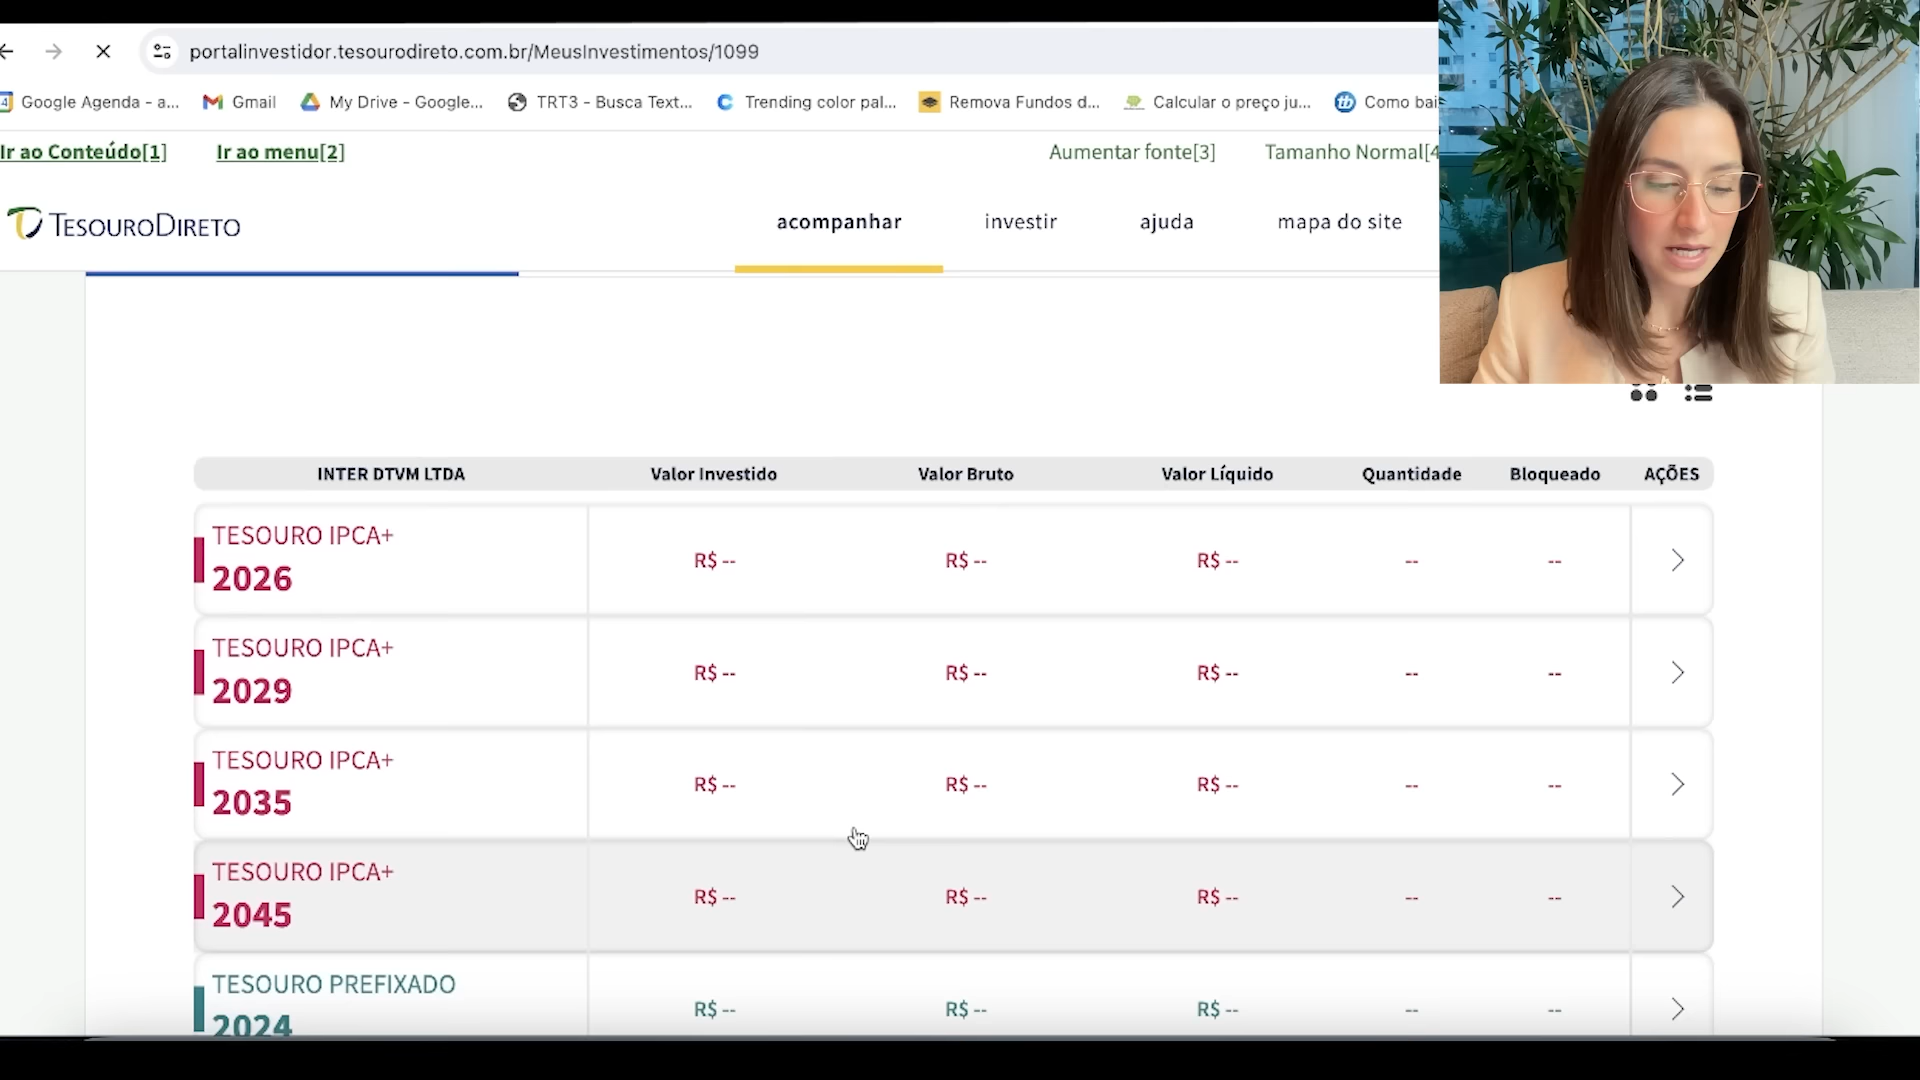 portalinvestidor.tesourodireto.com.br/MeusInvestimentos/1099
4 Google Agenda - a... Gmail My Drive - Google... TRT3 - Busca Text... Trending color pal... Remova Fundos d... Calcular o preço ju... Como bai
Ir ao Conteúdo[1] Ir ao menu[2] Aumentar fonte[3] Tamanho Normal[4
TESOURODIRETO acompanhar investir ajuda mapa do site
INTER DTVM LTDA Valor Investido Valor Bruto Valor Líquido Quantidade Bloqueado AÇÕES
TESOURO IPCA+
2026 R$ -- R$ -- R$ -- -- --
TESOURO IPCA+
2029 R$ -- R$ -- R$ -- -- --
TESOURO IPCA+
2035 R$ -- R$ -- R$ -- -- --
TESOURO IPCA+
2045 R$ -- R$ -- R$ -- -- --
TESOURO PREFIXADO
2024 R$ -- R$ -- R$ -- -- --